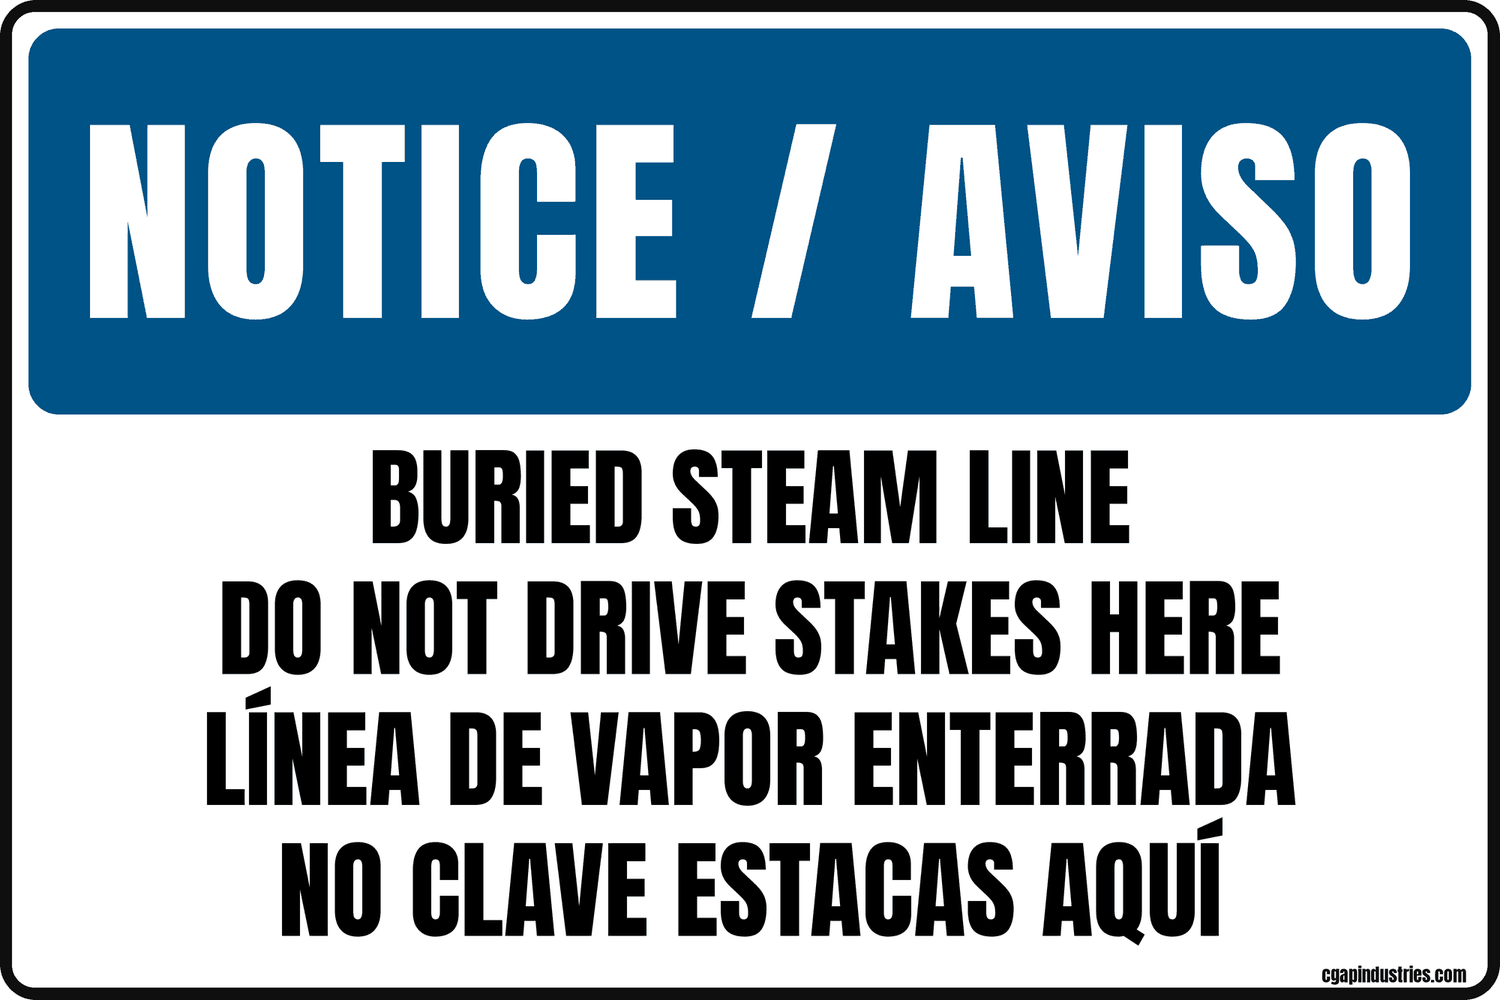 NOTICE / AVISO
BURIED STEAM LINE
DO NOT DRIVE STAKES HERE
LÍNEA DE VAPOR ENTERRADA
NO CLAVE ESTACAS AQUÍ
cgapindustries.com